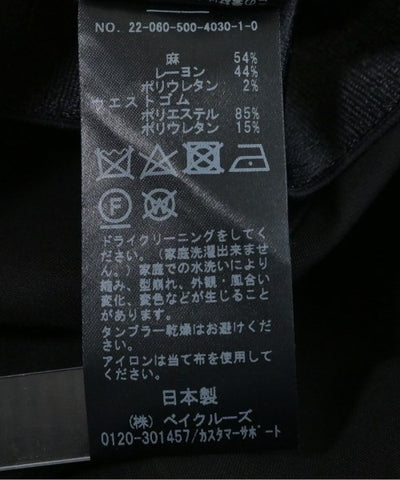 NO. 22-060-500-4030-1-0
麻 54%
レーヨン 44%
ポリウレタン 2%
ウエストゴム
ポリエステル 85%
ポリウレタン 15%
F W
ドライクリーニングをしてく
ださい。(家庭洗濯出来ませ
ん。)家庭での水洗いにより
縮み、型崩れ、外観・風合い
変化、変色などが生じること
があります。
タンブラー乾燥はお避けくだ
さい。
アイロンは当て布を使用して
ください。
日本製
(株) ベイクルーズ
0120-301457/カスタマーサポート